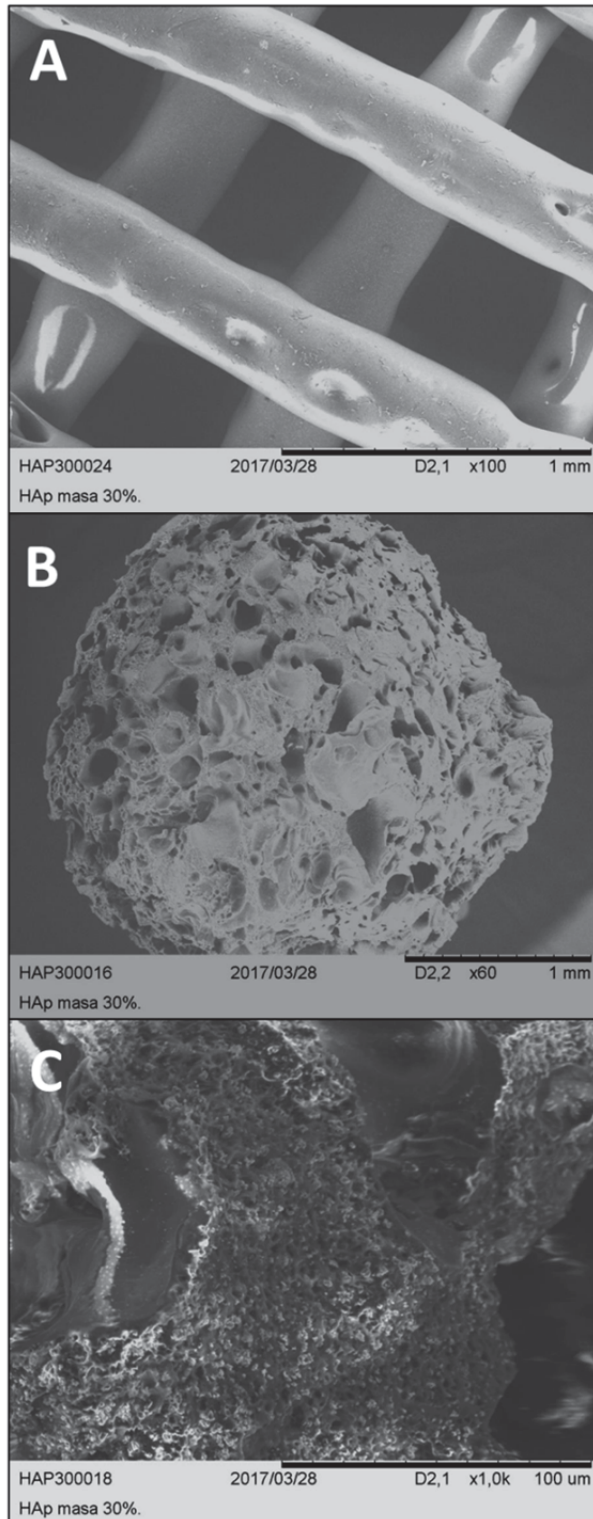 A
HAP300024 2017/03/28 D2,1 x100 1 mm
HAp masa 30%.
B
HAP300016 2017/03/28 D2,2 x60 1 mm
HAp masa 30%.
C
HAP300018 2017/03/28 D2,1 x1,0k 100 um
HAp masa 30%.